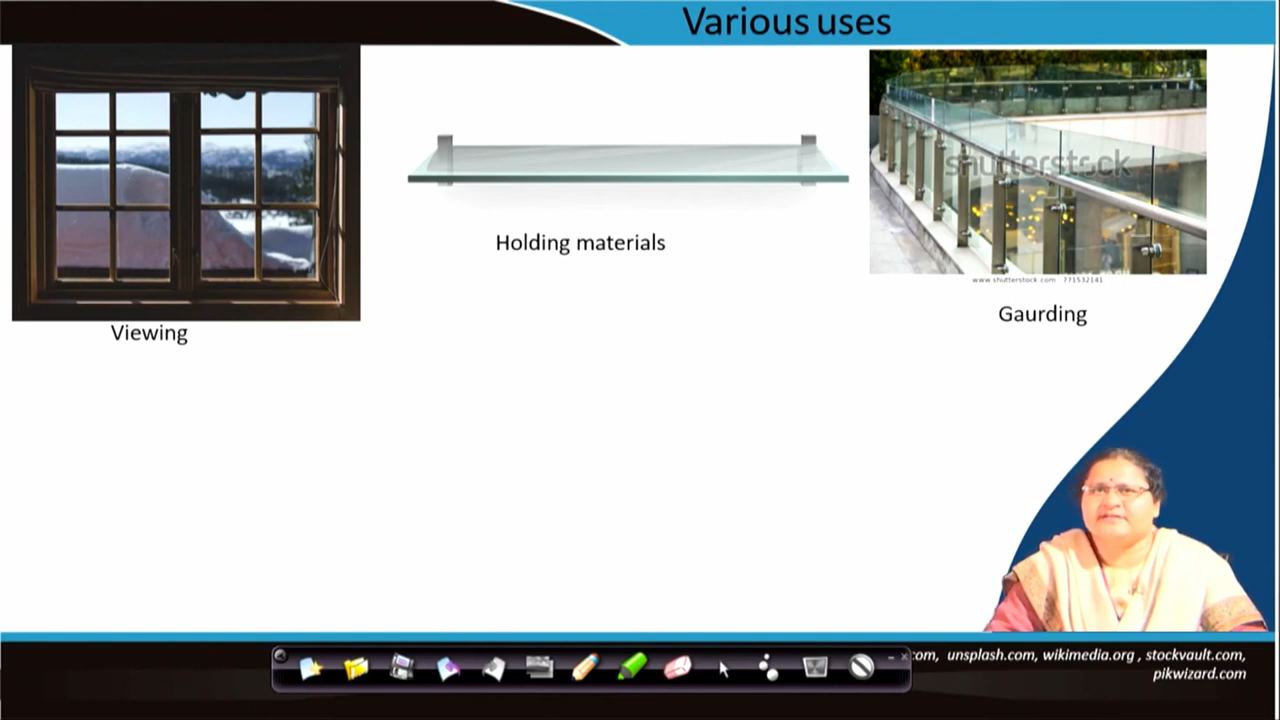 Various uses
shutterstock
www.shutterstock.com 771532141
Holding materials
Gaurding
Viewing
.com, unsplash.com, wikimedia.org , stockvault.com,
pikwizard.com